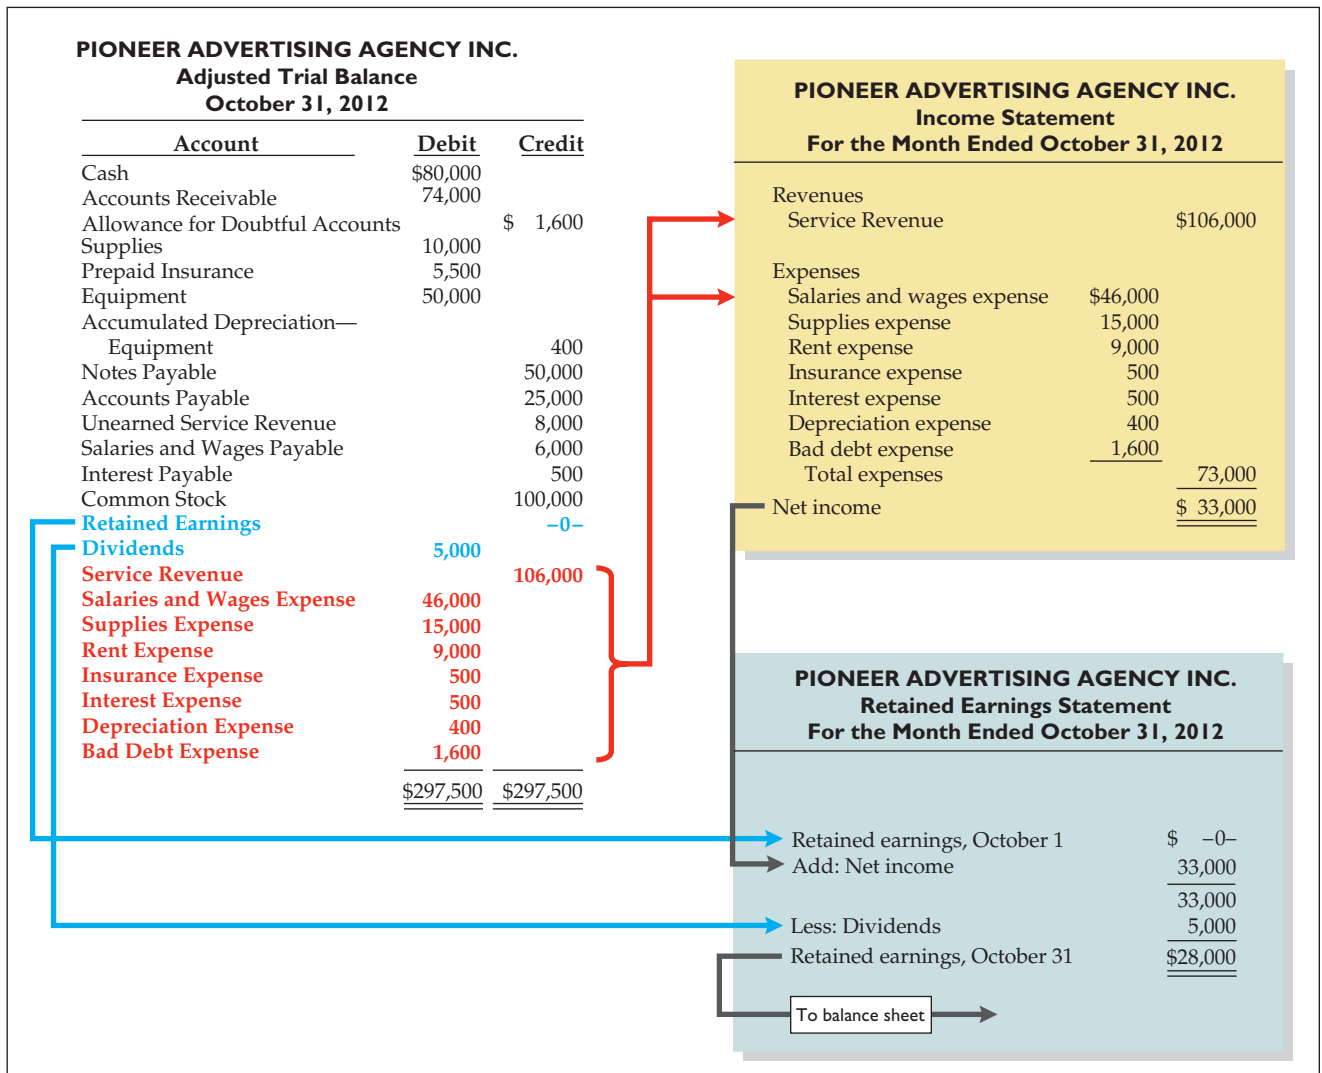 PIONEER ADVERTISING AGENCY INC.
Adjusted Trial Balance
October 31, 2012
Account Debit Credit
Cash $80,000
Accounts Receivable 74,000
Allowance for Doubtful Accounts $ 1,600
Supplies 10,000
Prepaid Insurance 5,500
Equipment 50,000
Accumulated Depreciation—
Equipment 400
Notes Payable 50,000
Accounts Payable 25,000
Unearned Service Revenue 8,000
Salaries and Wages Payable 6,000
Interest Payable 500
Common Stock 100,000
Retained Earnings –0–
Dividends 5,000
Service Revenue 106,000
Salaries and Wages Expense 46,000
Supplies Expense 15,000
Rent Expense 9,000
Insurance Expense 500
Interest Expense 500
Depreciation Expense 400
Bad Debt Expense 1,600
$297,500 $297,500
PIONEER ADVERTISING AGENCY INC.
Income Statement
For the Month Ended October 31, 2012
Revenues
Service Revenue $106,000
Expenses
Salaries and wages expense $46,000
Supplies expense 15,000
Rent expense 9,000
Insurance expense 500
Interest expense 500
Depreciation expense 400
Bad debt expense 1,600
Total expenses 73,000
Net income $ 33,000
PIONEER ADVERTISING AGENCY INC.
Retained Earnings Statement
For the Month Ended October 31, 2012
Retained earnings, October 1 $ –0–
Add: Net income 33,000
33,000
Less: Dividends 5,000
Retained earnings, October 31 $28,000
To balance sheet